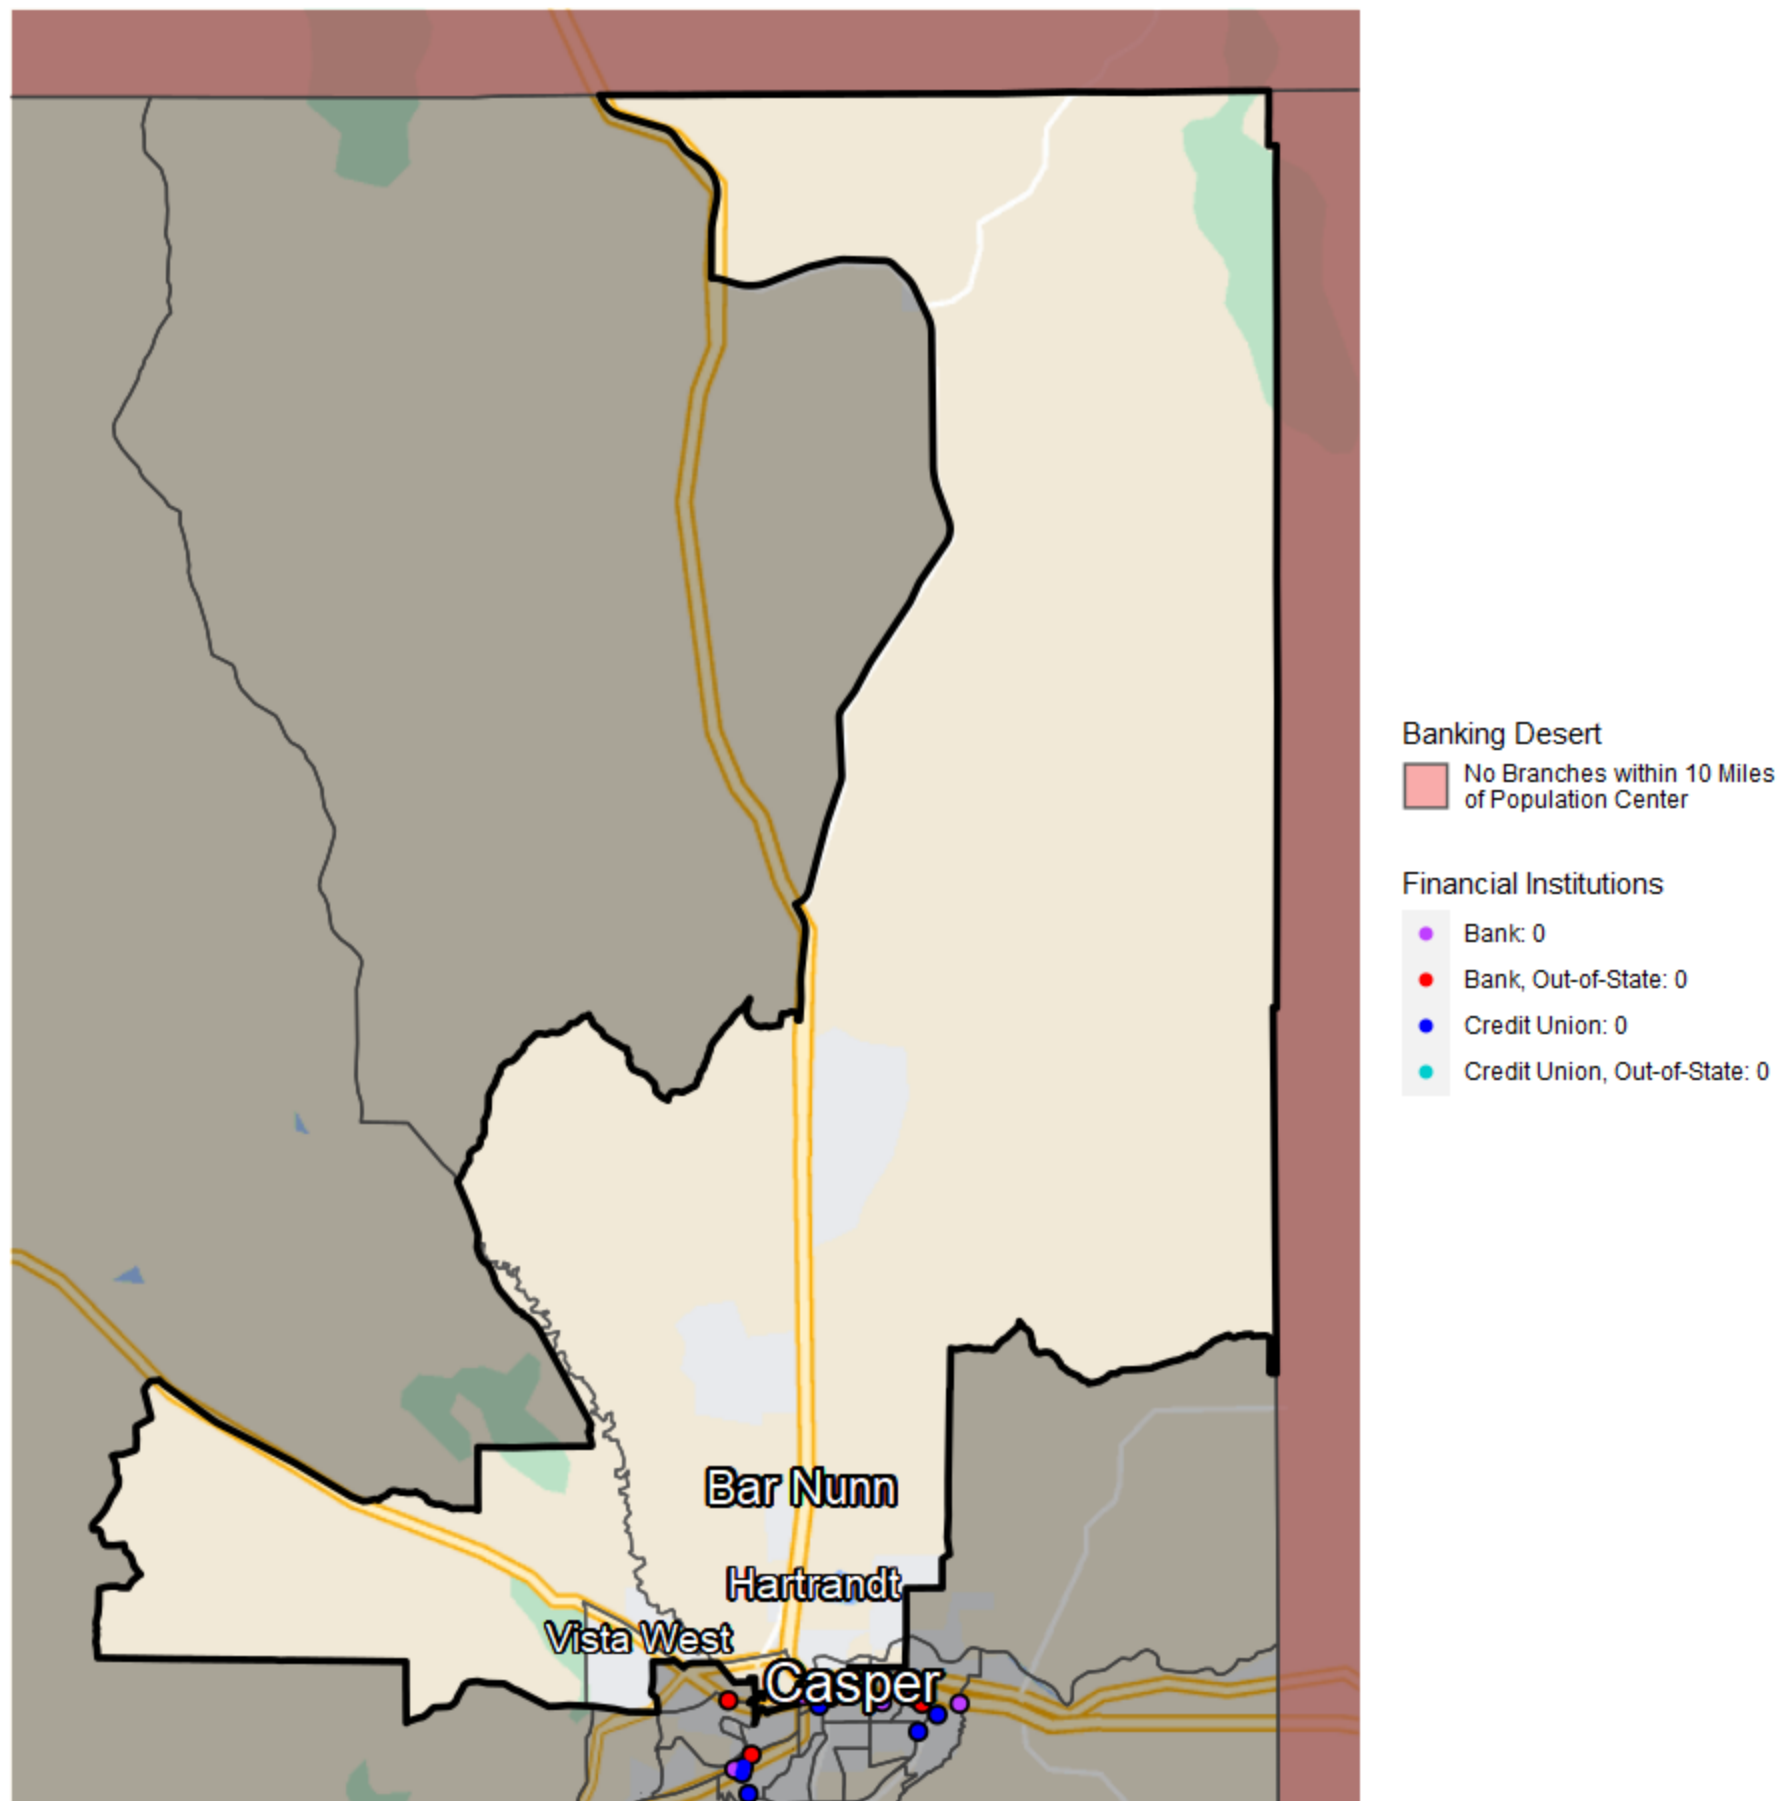 Banking Desert
No Branches within 10 Miles
of Population Center
Financial Institutions
Bank: 0
Bank, Out-of-State: 0
Credit Union: 0
Credit Union, Out-of-State: 0
Bar Nunn
Hartrandt
Vista West
Casper